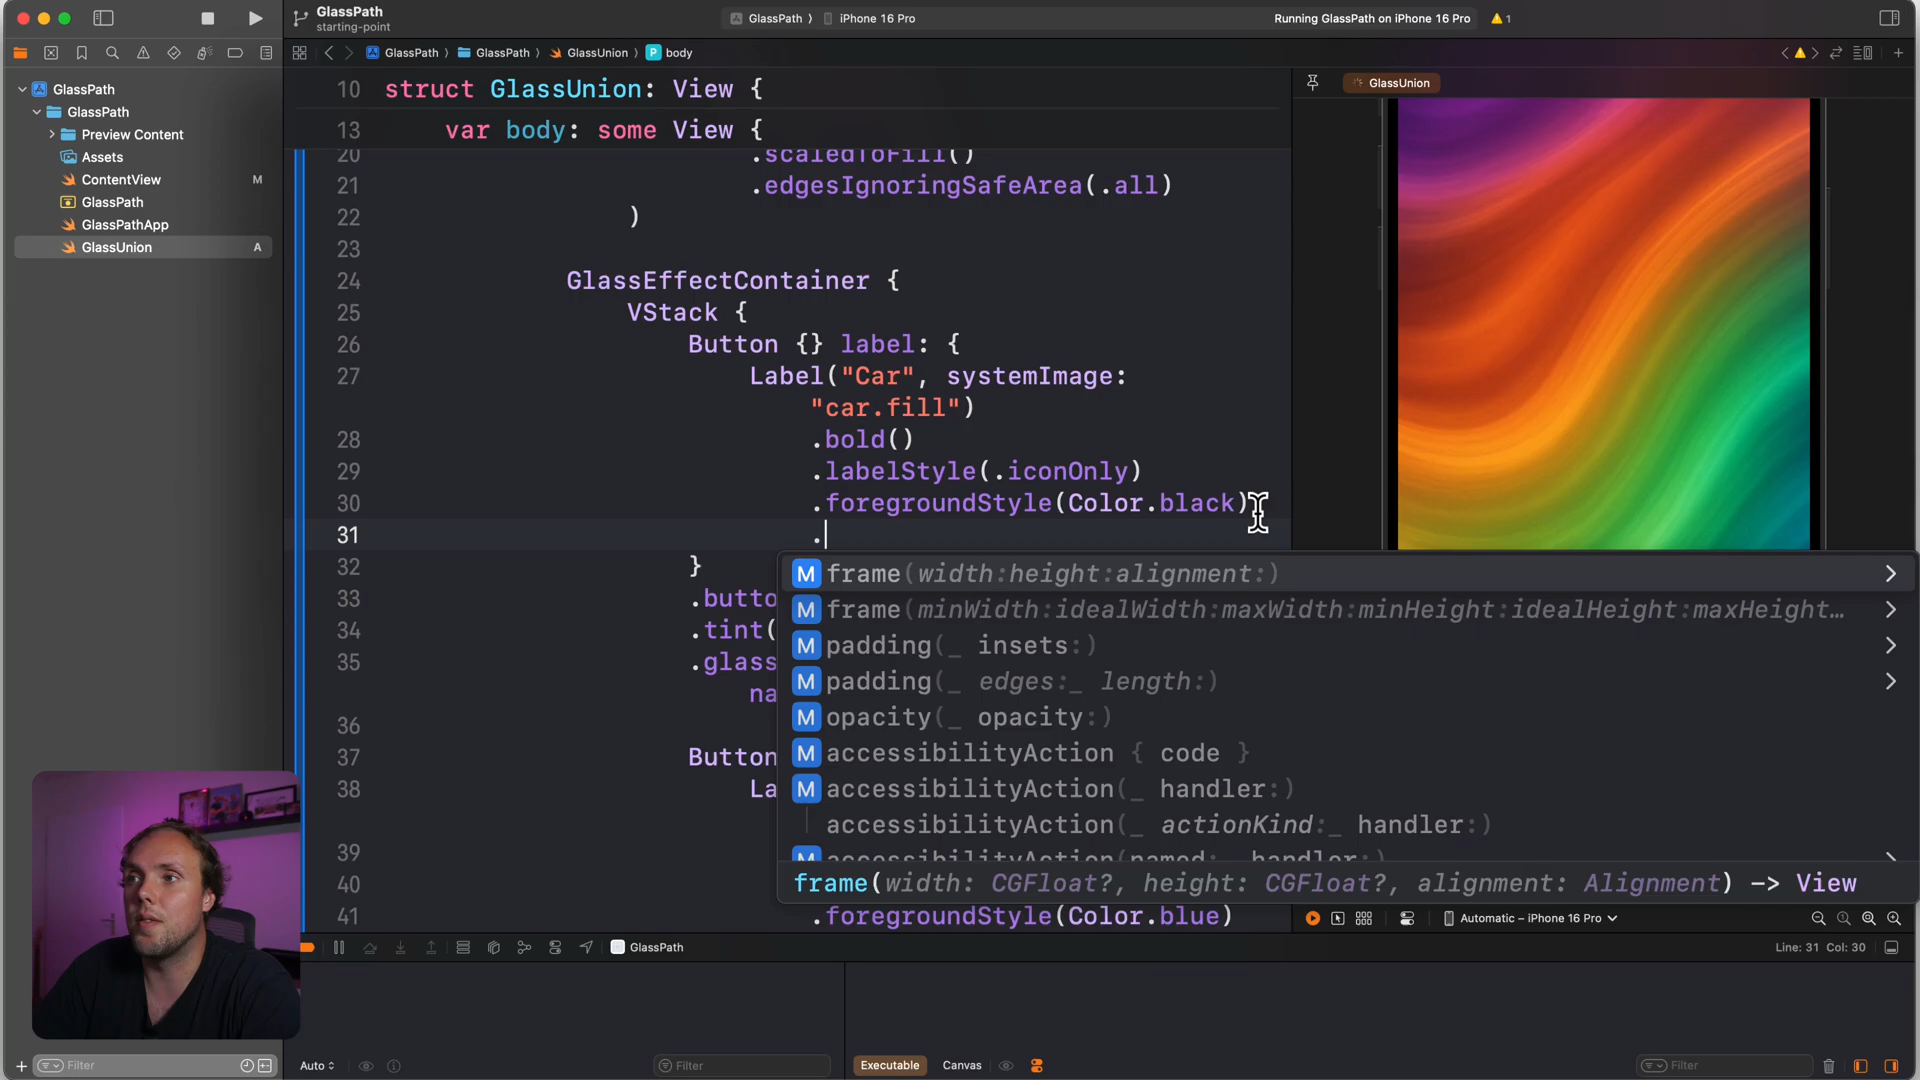 GlassPath
starting-point
GlassPath
iPhone 16 Pro
Running GlassPath on iPhone 16 Pro
1
GlassPath
GlassPath
GlassUnion
P body
GlassPath
GlassPath
Preview Content
Assets
ContentView M
GlassPath
GlassPathApp
GlassUnion A
10 struct GlassUnion: View {
13 var body: some View {
20 .scaledToFill()
21 .edgesIgnoringSafeArea(.all)
22 )
23
24 GlassEffectContainer {
25 VStack {
26 Button {} label: {
27 Label("Car", systemImage:
"car.fill")
28 .bold()
29 .labelStyle(.iconOnly)
30 .foregroundStyle(Color.black)
31 .
32 }
33 .butto
34 .tint(
35 .glass
na
36
37 Button
38 La
39
40
41 .foregroundStyle(Color.blue)
M frame(width:height:alignment:)
M frame(minWidth:idealWidth:maxWidth:minHeight:idealHeight:maxHeight…
M padding(_ insets:)
M padding(_ edges:_ length:)
M opacity(_ opacity:)
M accessibilityAction { code }
M accessibilityAction(_ handler:)
accessibilityAction(_ actionKind:_ handler:)
M accessibilityAction(named:_ handler:)
frame(width: CGFloat?, height: CGFloat?, alignment: Alignment) -> View
GlassUnion
Automatic – iPhone 16 Pro
GlassPath
Line: 31 Col: 30
Filter
Auto
Filter
Executable
Canvas
Filter